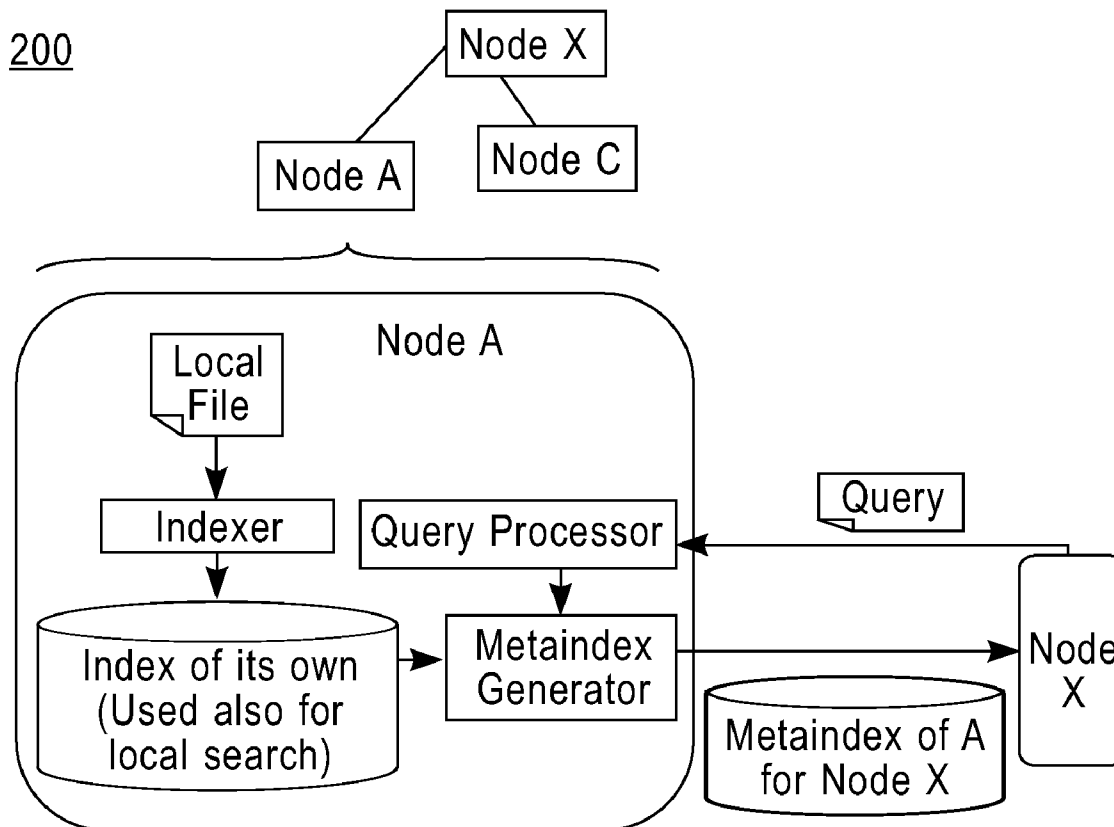 200
Node X
Node A
Node C
Node A
Local
File
Indexer
Query Processor
Query
Index of its own
(Used also for
local search)
Metaindex
Generator
Node
X
Metaindex of A
for Node X